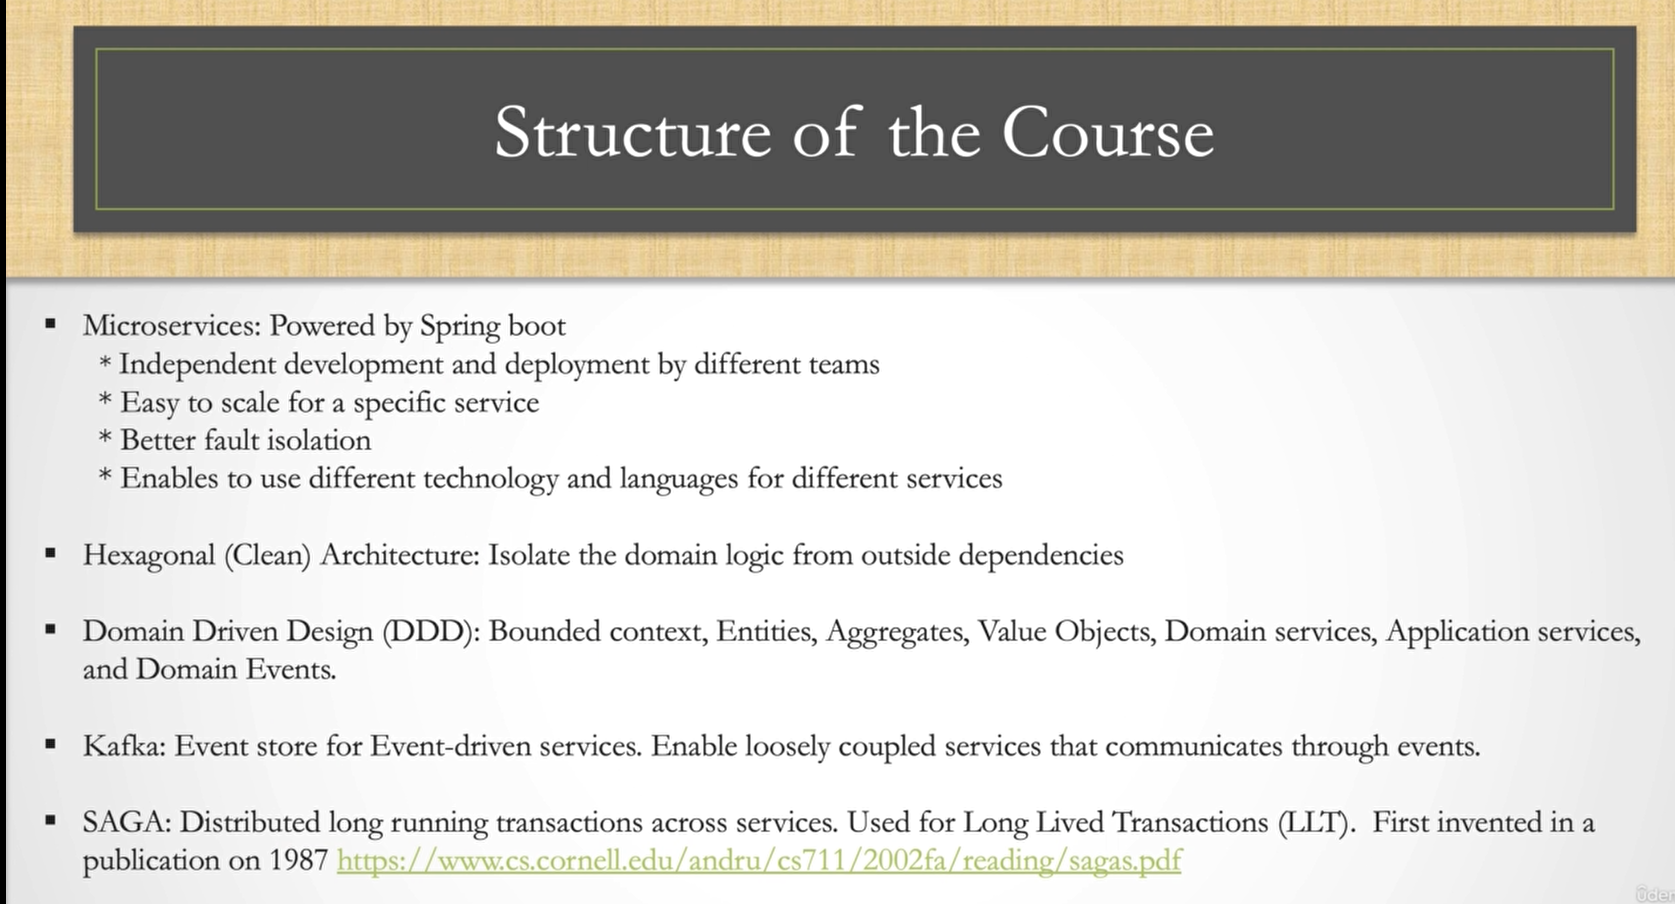 Structure of the Course
▪ Microservices: Powered by Spring boot
* Independent development and deployment by different teams
* Easy to scale for a specific service
* Better fault isolation
* Enables to use different technology and languages for different services
▪ Hexagonal (Clean) Architecture: Isolate the domain logic from outside dependencies
▪ Domain Driven Design (DDD): Bounded context, Entities, Aggregates, Value Objects, Domain services, Application services,
and Domain Events.
▪ Kafka: Event store for Event-driven services. Enable loosely coupled services that communicates through events.
▪ SAGA: Distributed long running transactions across services. Used for Long Lived Transactions (LLT). First invented in a
publication on 1987 https://www.cs.cornell.edu/andru/cs711/2002fa/reading/sagas.pdf